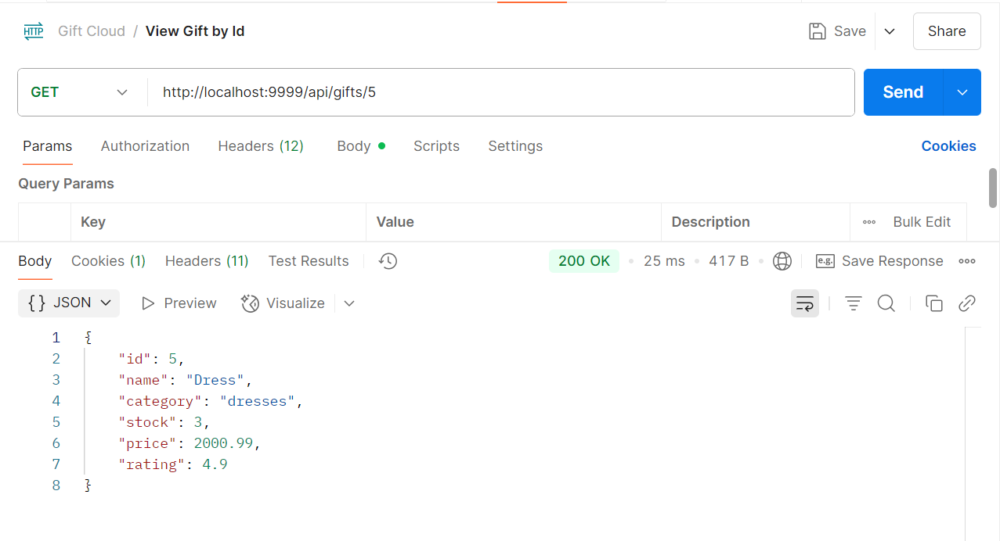 HTTP Gift Cloud / View Gift by Id Save Share
GET http://localhost:9999/api/gifts/5 Send
Params Authorization Headers (12) Body Scripts Settings Cookies
Query Params
Key Value Description Bulk Edit
Body Cookies (1) Headers (11) Test Results 200 OK 25 ms 417 B e.g. Save Response
{} JSON Preview Visualize
1 {
2 "id": 5,
3 "name": "Dress",
4 "category": "dresses",
5 "stock": 3,
6 "price": 2000.99,
7 "rating": 4.9
8 }